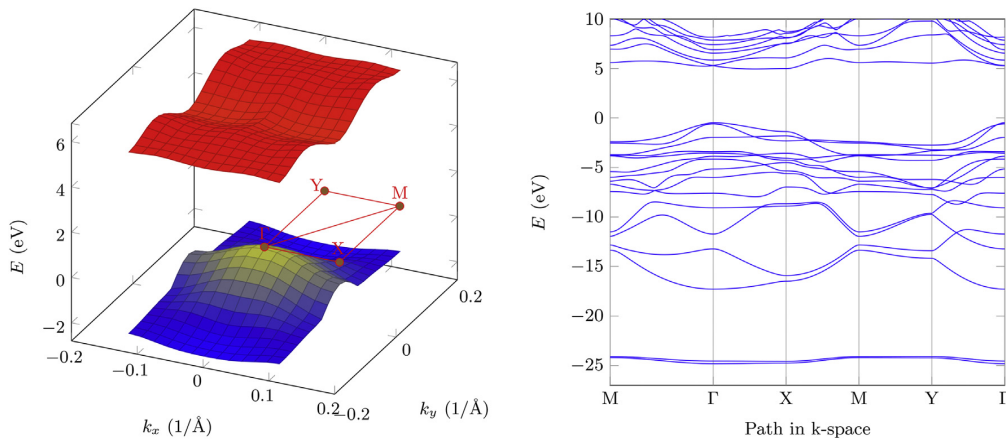 6
4
2
0
−2
E (eV)
−0.2
−0.1
0
0.1
0.2
k_x (1/Å)
−0.2
0
0.2
k_y (1/Å)
Y
M
Γ
X
10
5
0
−5
−10
−15
−20
−25
E (eV)
M Γ X M Y Γ
Path in k-space